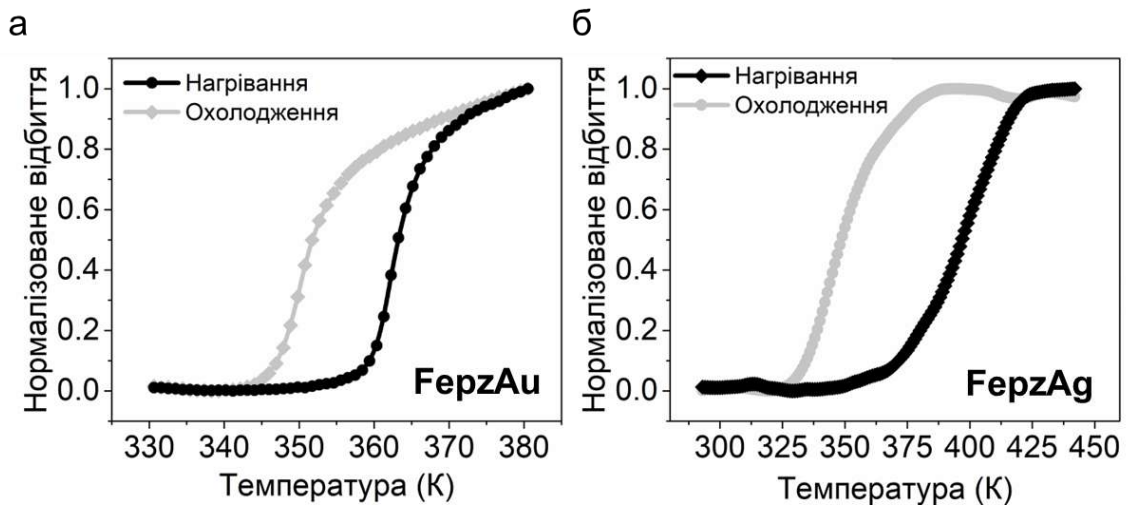 а
Нормалізоване відбиття
1.0
0.8
0.6
0.4
0.2
0.0
Нагрівання
Охолодження
FepzAu
330 340 350 360 370 380
Температура (К)
б
Нормалізоване відбиття
1.0
0.8
0.6
0.4
0.2
0.0
Нагрівання
Охолодження
FepzAg
300 325 350 375 400 425 450
Температура (К)